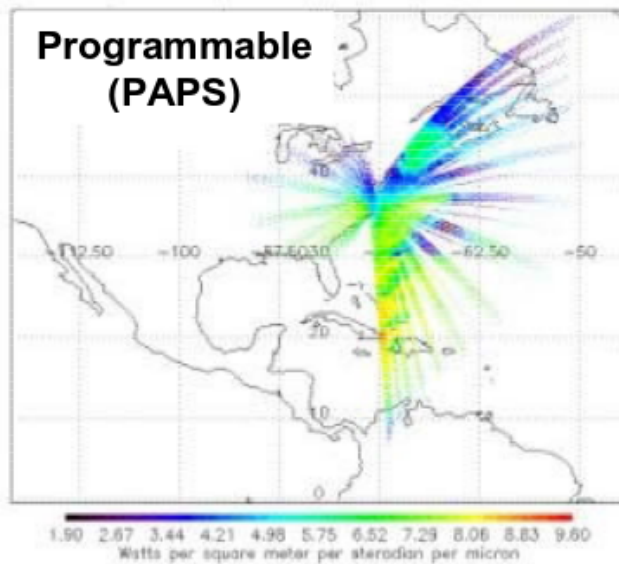 Programmable
(PAPS)
40
-112.50 -100 -87.5030 -62.50 -50
20
10
0
1.90 2.67 3.44 4.21 4.98 5.75 6.52 7.29 8.06 8.83 9.60
Watts per square meter per steradian per micron